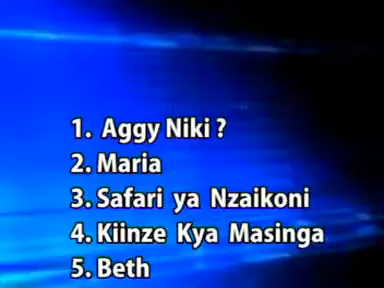 1. Aggy Niki ?
2. Maria
3. Safari ya Nzaikoni
4. Kiinze Kya Masinga
5. Beth